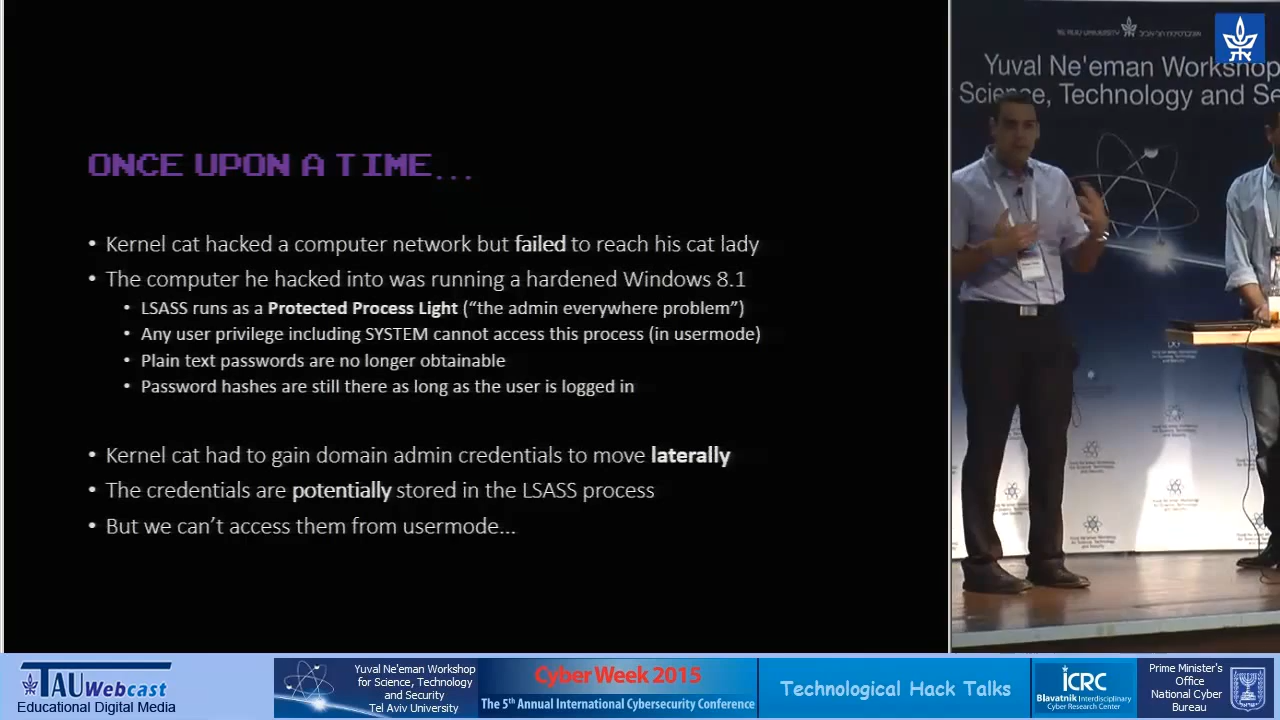 ONCE UPON A TIME...
• Kernel cat hacked a computer network but failed to reach his cat lady
• The computer he hacked into was running a hardened Windows 8.1
• LSASS runs as a Protected Process Light (“the admin everywhere problem”)
• Any user privilege including SYSTEM cannot access this process (in usermode)
• Plain text passwords are no longer obtainable
• Password hashes are still there as long as the user is logged in
• Kernel cat had to gain domain admin credentials to move laterally
• The credentials are potentially stored in the LSASS process
• But we can’t access them from usermode...
Yuval Ne'eman Workshop
Science, Technology and Se
TAU Webcast
Educational Digital Media
Yuval Ne'eman Workshop
for Science, Technology
and Security
Tel Aviv University
Cyber Week 2015
The 5th Annual International Cybersecurity Conference
Technological Hack Talks
ICRC
Blavatnik Interdisciplinary
Cyber Research Center
Prime Minister's
Office
National Cyber
Bureau